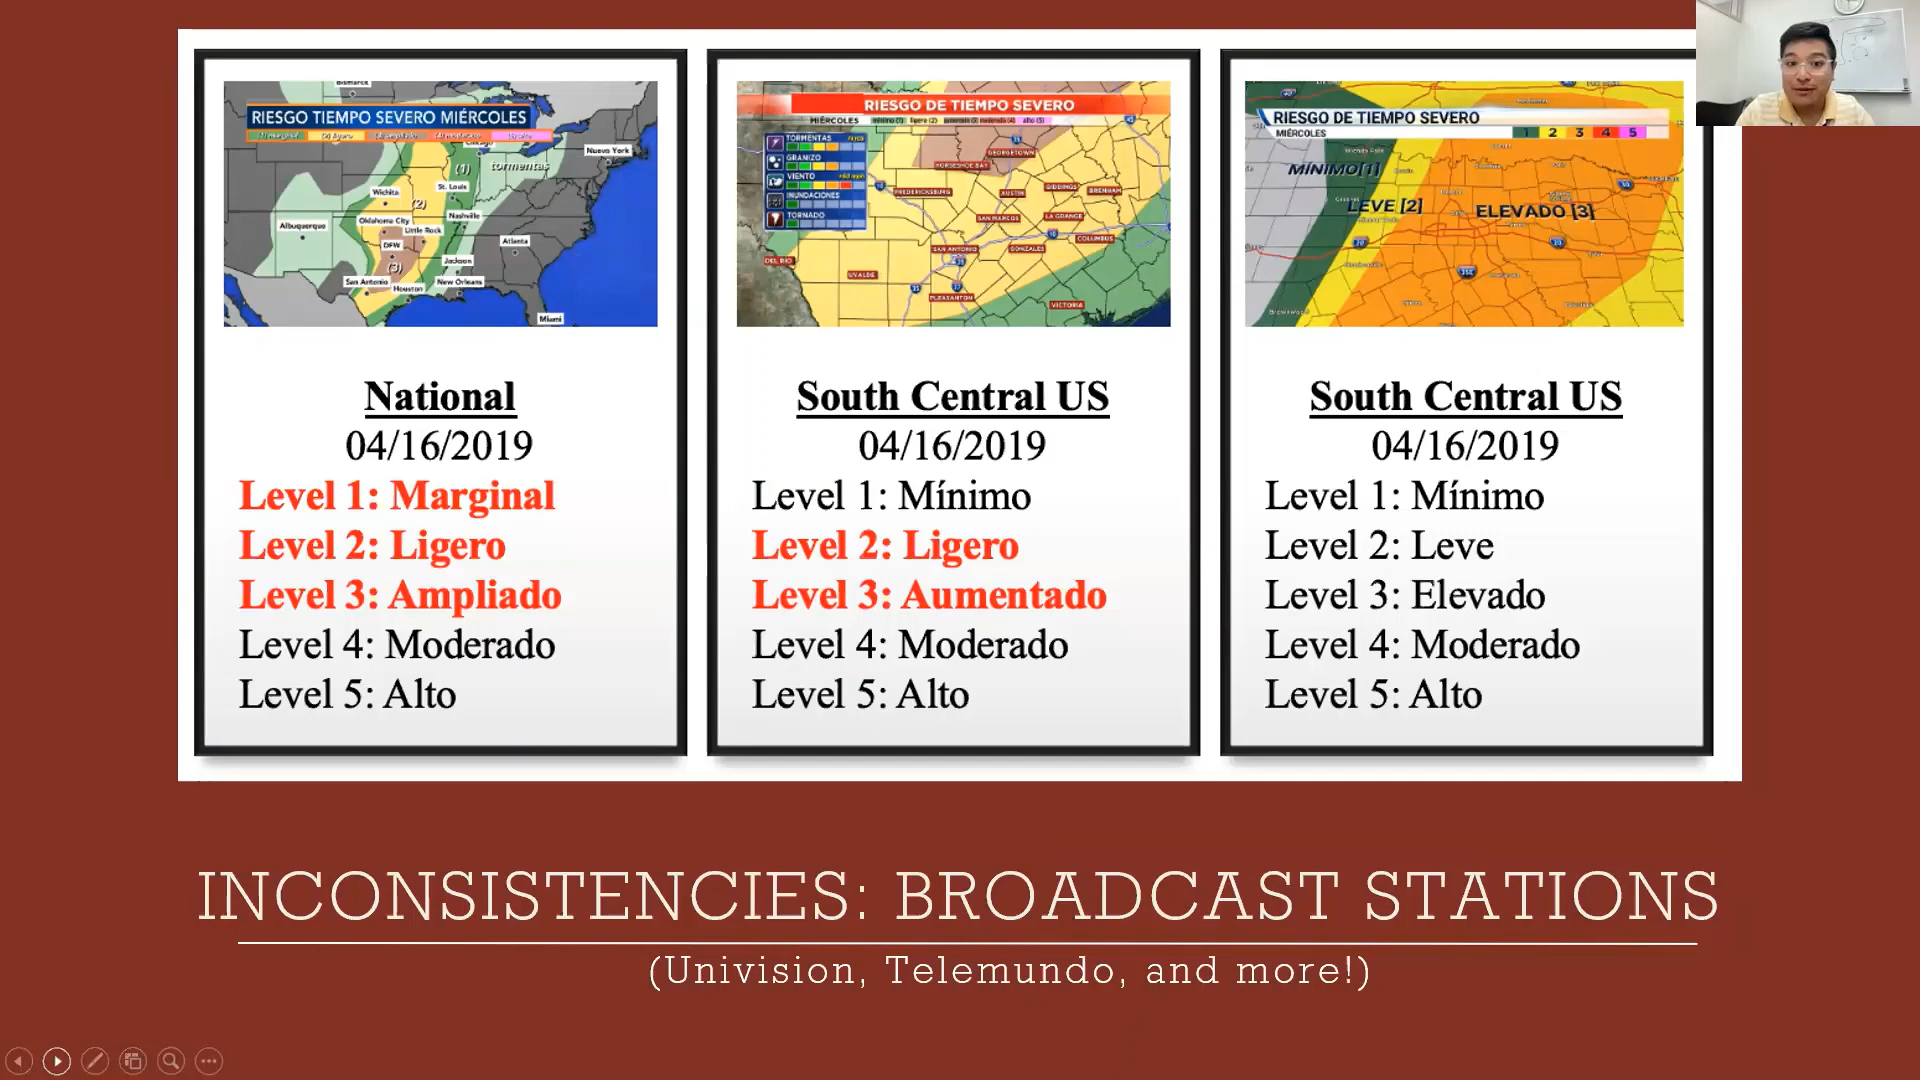 RIESGO TIEMPO SEVERO MIÉRCOLES
Chicago
Nueva York
(1)
tormentas
Wichita
St. Louis
(2)
Oklahoma City
Nashville
Albuquerque
Little Rock
Atlanta
DFW
(3)
Jackson
San Antonio
Houston
New Orleans
Miami
National
04/16/2019
Level 1: Marginal
Level 2: Ligero
Level 3: Ampliado
Level 4: Moderado
Level 5: Alto
RIESGO DE TIEMPO SEVERO
MIÉRCOLES
TORMENTAS
GRANIZO
VIENTO
INUNDACIONES
TORNADO
GEORGETOWN
HORSESHOE BAY
FREDERICKSBURG
AUSTIN
GIDDINGS
BRENHAM
SAN MARCOS
LA GRANGE
COLUMBUS
SAN ANTONIO
GONZALES
DEL RIO
UVALDE
PLEASANTON
VICTORIA
South Central US
04/16/2019
Level 1: Mínimo
Level 2: Ligero
Level 3: Aumentado
Level 4: Moderado
Level 5: Alto
RIESGO DE TIEMPO SEVERO
MIÉRCOLES 1 2 3 4 5
MÍNIMO[1]
LEVE [2]
ELEVADO [3]
South Central US
04/16/2019
Level 1: Mínimo
Level 2: Leve
Level 3: Elevado
Level 4: Moderado
Level 5: Alto
INCONSISTENCIES: BROADCAST STATIONS
(Univision, Telemundo, and more!)